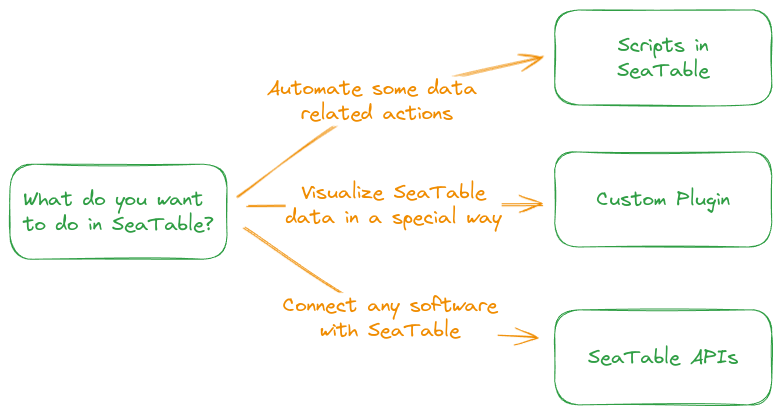 What do you want
to do in SeaTable?
Automate some data
related actions
Scripts in
SeaTable
Visualize SeaTable
data in a special way
Custom Plugin
Connect any software
with SeaTable
SeaTable APIs